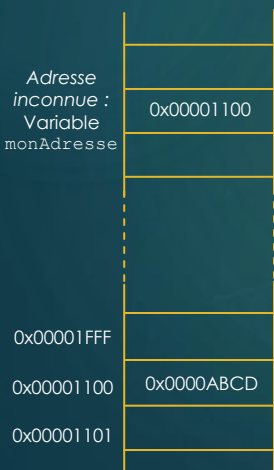 Adresse
inconnue :
Variable
monAdresse
0x00001100
0x00001FFF
0x00001100
0x0000ABCD
0x00001101